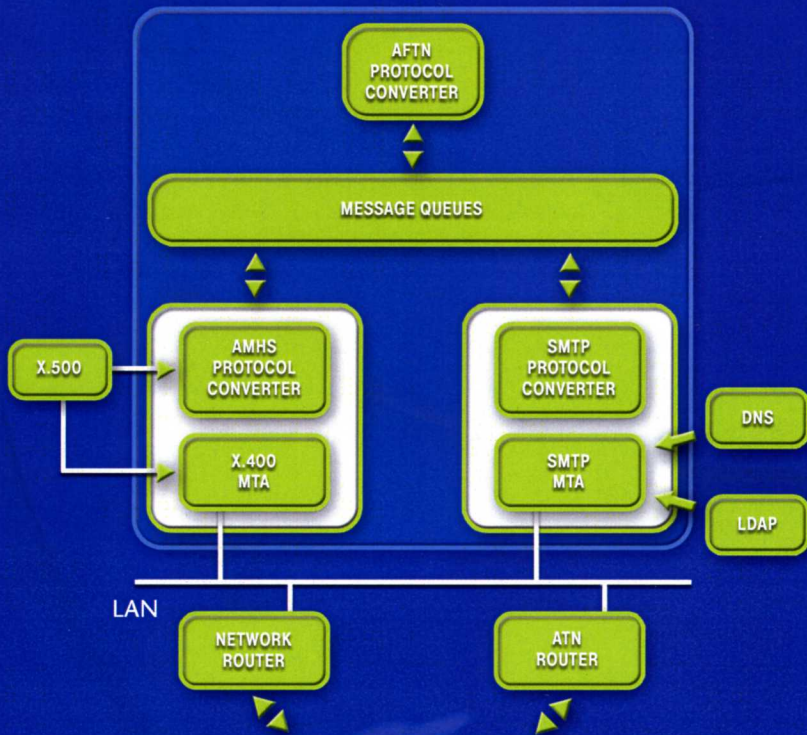 AFTN
PROTOCOL
CONVERTER
MESSAGE QUEUES
X.500
AMHS
PROTOCOL
CONVERTER
SMTP
PROTOCOL
CONVERTER
DNS
X.400
MTA
SMTP
MTA
LDAP
LAN
NETWORK
ROUTER
ATN
ROUTER